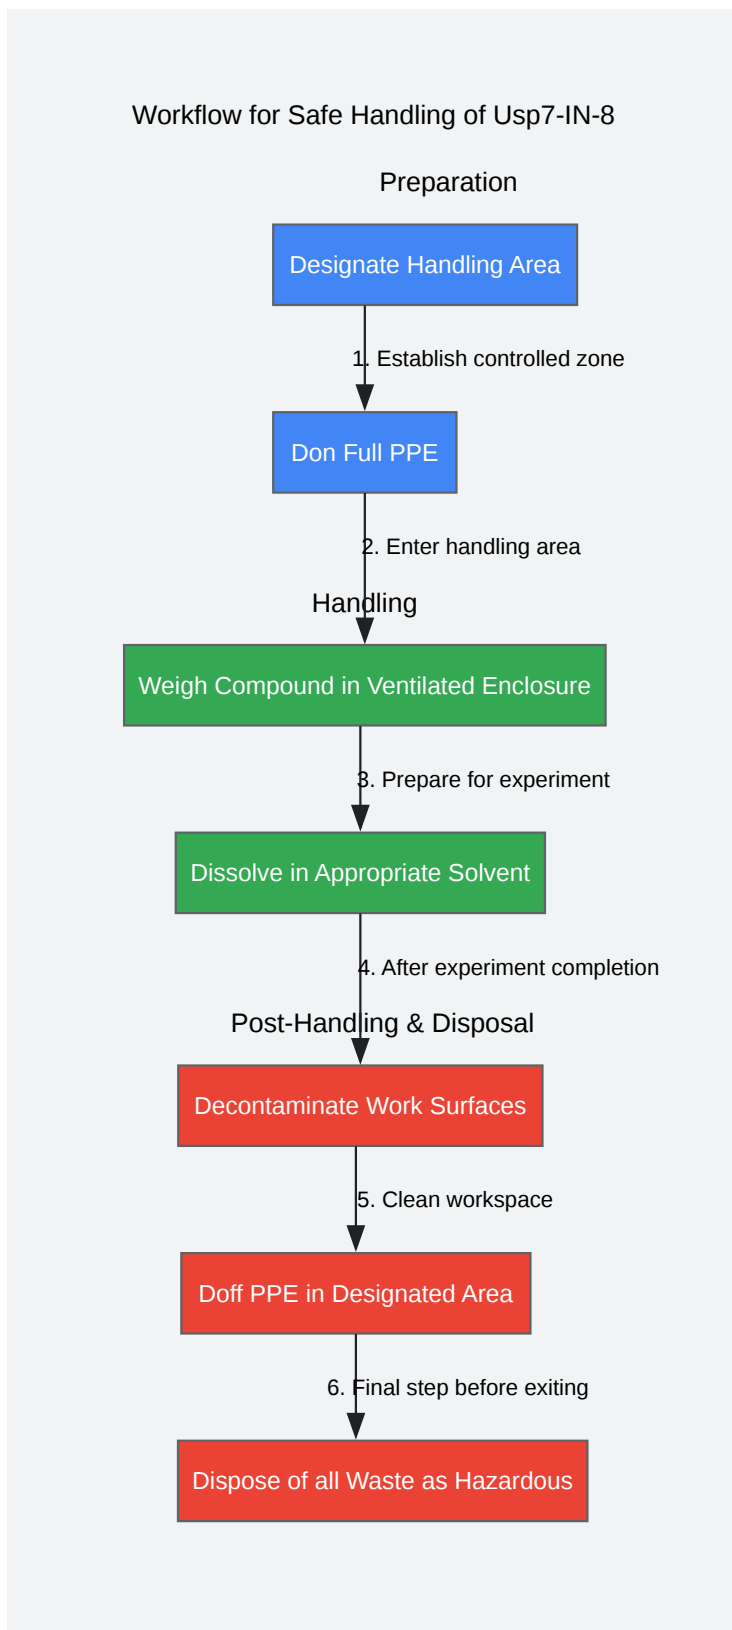 Workflow for Safe Handling of Usp7-IN-8
Preparation
Designate Handling Area
1. Establish controlled zone
Don Full PPE
2. Enter handling area
Handling
Weigh Compound in Ventilated Enclosure
3. Prepare for experiment
Dissolve in Appropriate Solvent
4. After experiment completion
Post-Handling & Disposal
Decontaminate Work Surfaces
5. Clean workspace
Doff PPE in Designated Area
6. Final step before exiting
Dispose of all Waste as Hazardous